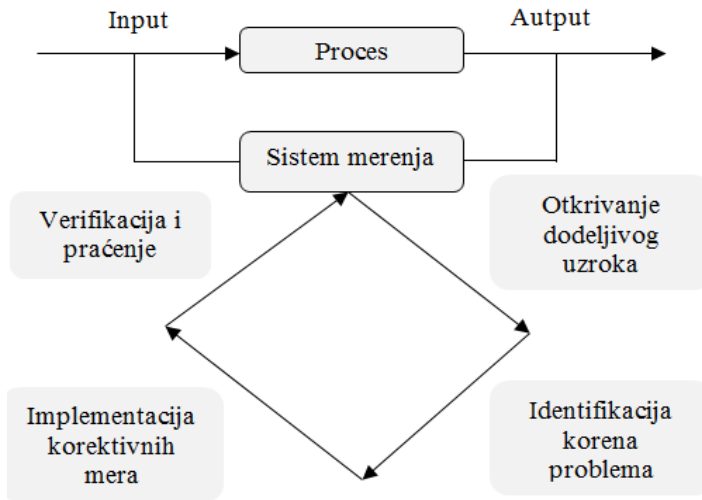 Input
Autput
Proces
Sistem merenja
Verifikacija i
praćenje
Otkrivanje
dodeljivog
uzroka
Implementacija
korektivnih
mera
Identifikacija
korena
problema